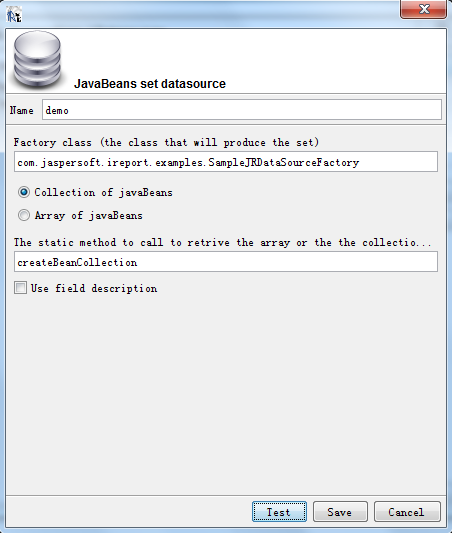 JavaBeans set datasource
Name demo
Factory class (the class that will produce the set)
com.jaspersoft.ireport.examples.SampleJRDataSourceFactory
Collection of javaBeans
Array of javaBeans
The static method to call to retrive the array or the the collectio...
createBeanCollection
Use field description
Test Save Cancel